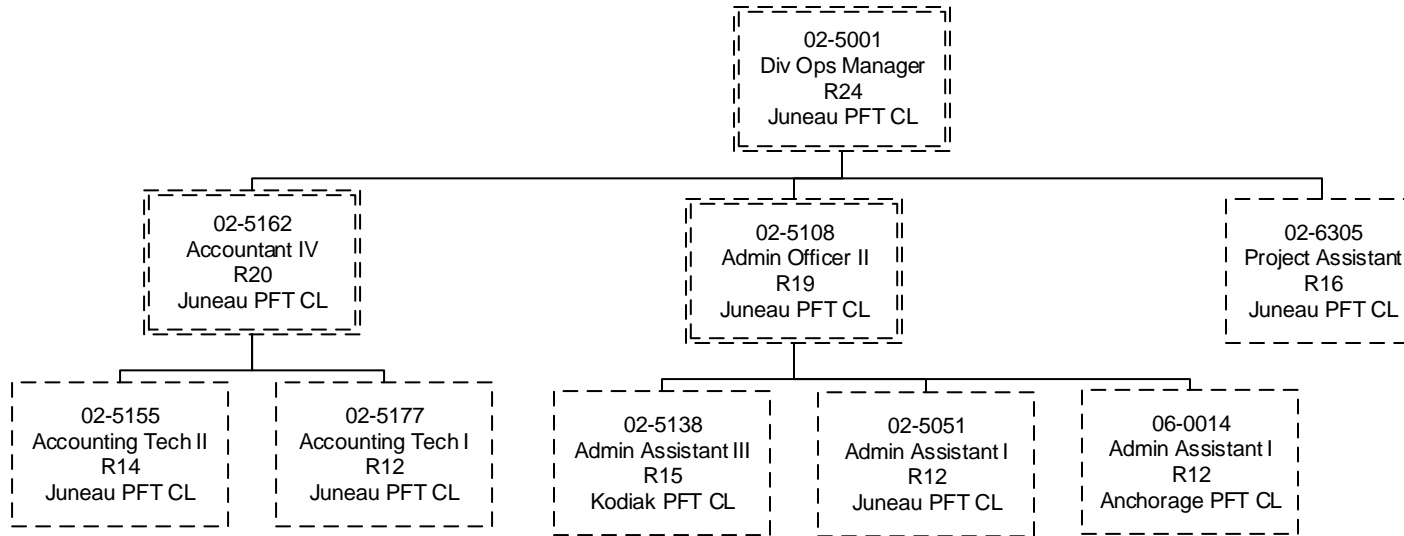 02-5001
Div Ops Manager
R24
Juneau PFT CL
02-5162
Accountant IV
R20
Juneau PFT CL
02-5108
Admin Officer II
R19
Juneau PFT CL
02-6305
Project Assistant
R16
Juneau PFT CL
02-5155
Accounting Tech II
R14
Juneau PFT CL
02-5177
Accounting Tech I
R12
Juneau PFT CL
02-5138
Admin Assistant III
R15
Kodiak PFT CL
02-5051
Admin Assistant I
R12
Juneau PFT CL
06-0014
Admin Assistant I
R12
Anchorage PFT CL